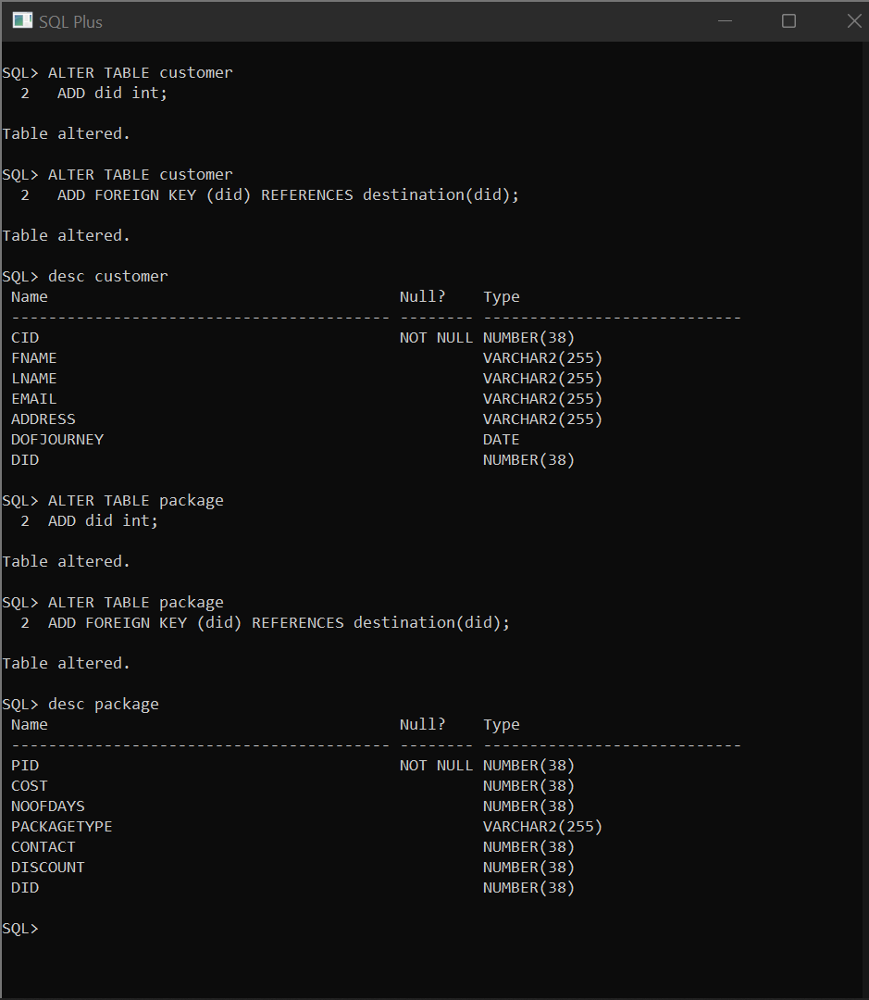 SQL Plus
SQL> ALTER TABLE customer
  2   ADD did int;
Table altered.
SQL> ALTER TABLE customer
  2   ADD FOREIGN KEY (did) REFERENCES destination(did);
Table altered.
SQL> desc customer
 Name                                      Null?    Type
 ----------------------------------------- -------- ----------------------------
 CID                                       NOT NULL NUMBER(38)
 FNAME                                              VARCHAR2(255)
 LNAME                                              VARCHAR2(255)
 EMAIL                                              VARCHAR2(255)
 ADDRESS                                            VARCHAR2(255)
 DOFJOURNEY                                         DATE
 DID                                                NUMBER(38)
SQL> ALTER TABLE package
  2  ADD did int;
Table altered.
SQL> ALTER TABLE package
  2  ADD FOREIGN KEY (did) REFERENCES destination(did);
Table altered.
SQL> desc package
 Name                                      Null?    Type
 ----------------------------------------- -------- ----------------------------
 PID                                       NOT NULL NUMBER(38)
 COST                                               NUMBER(38)
 NOOFDAYS                                           NUMBER(38)
 PACKAGETYPE                                        VARCHAR2(255)
 CONTACT                                            NUMBER(38)
 DISCOUNT                                           NUMBER(38)
 DID                                                NUMBER(38)
SQL>